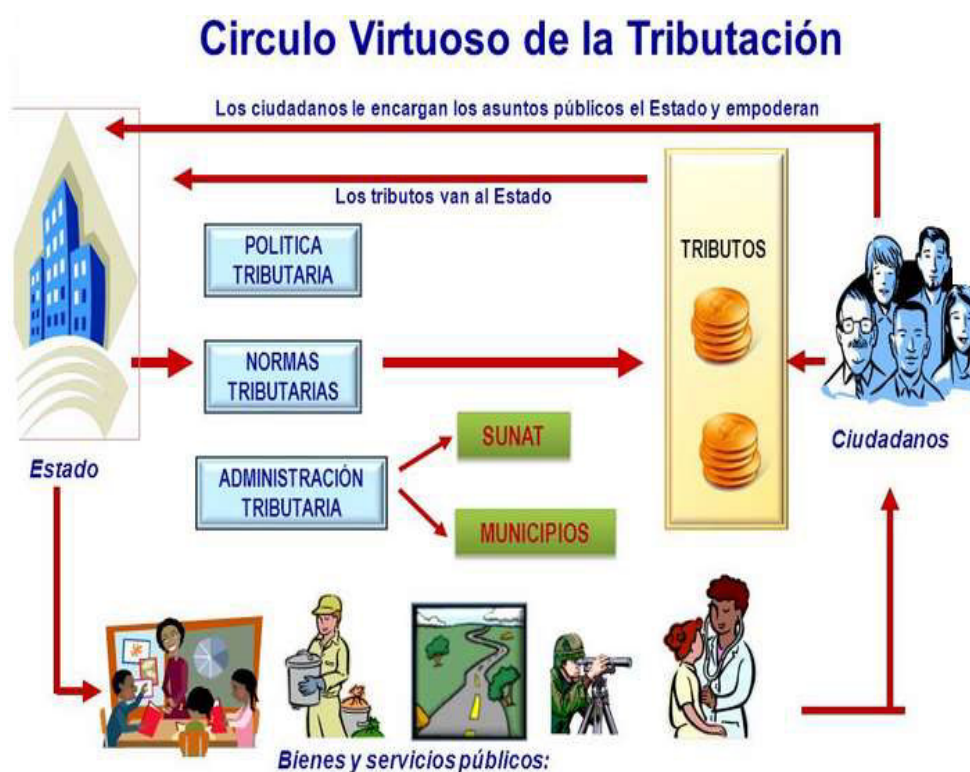 Circulo Virtuoso de la Tributación
Los ciudadanos le encargan los asuntos públicos el Estado y empoderan
Los tributos van al Estado
POLITICA
TRIBUTARIA
TRIBUTOS
NORMAS
TRIBUTARIAS
SUNAT
Ciudadanos
Estado
ADMINISTRACIÓN
TRIBUTARIA
MUNICIPIOS
Bienes y servicios públicos: